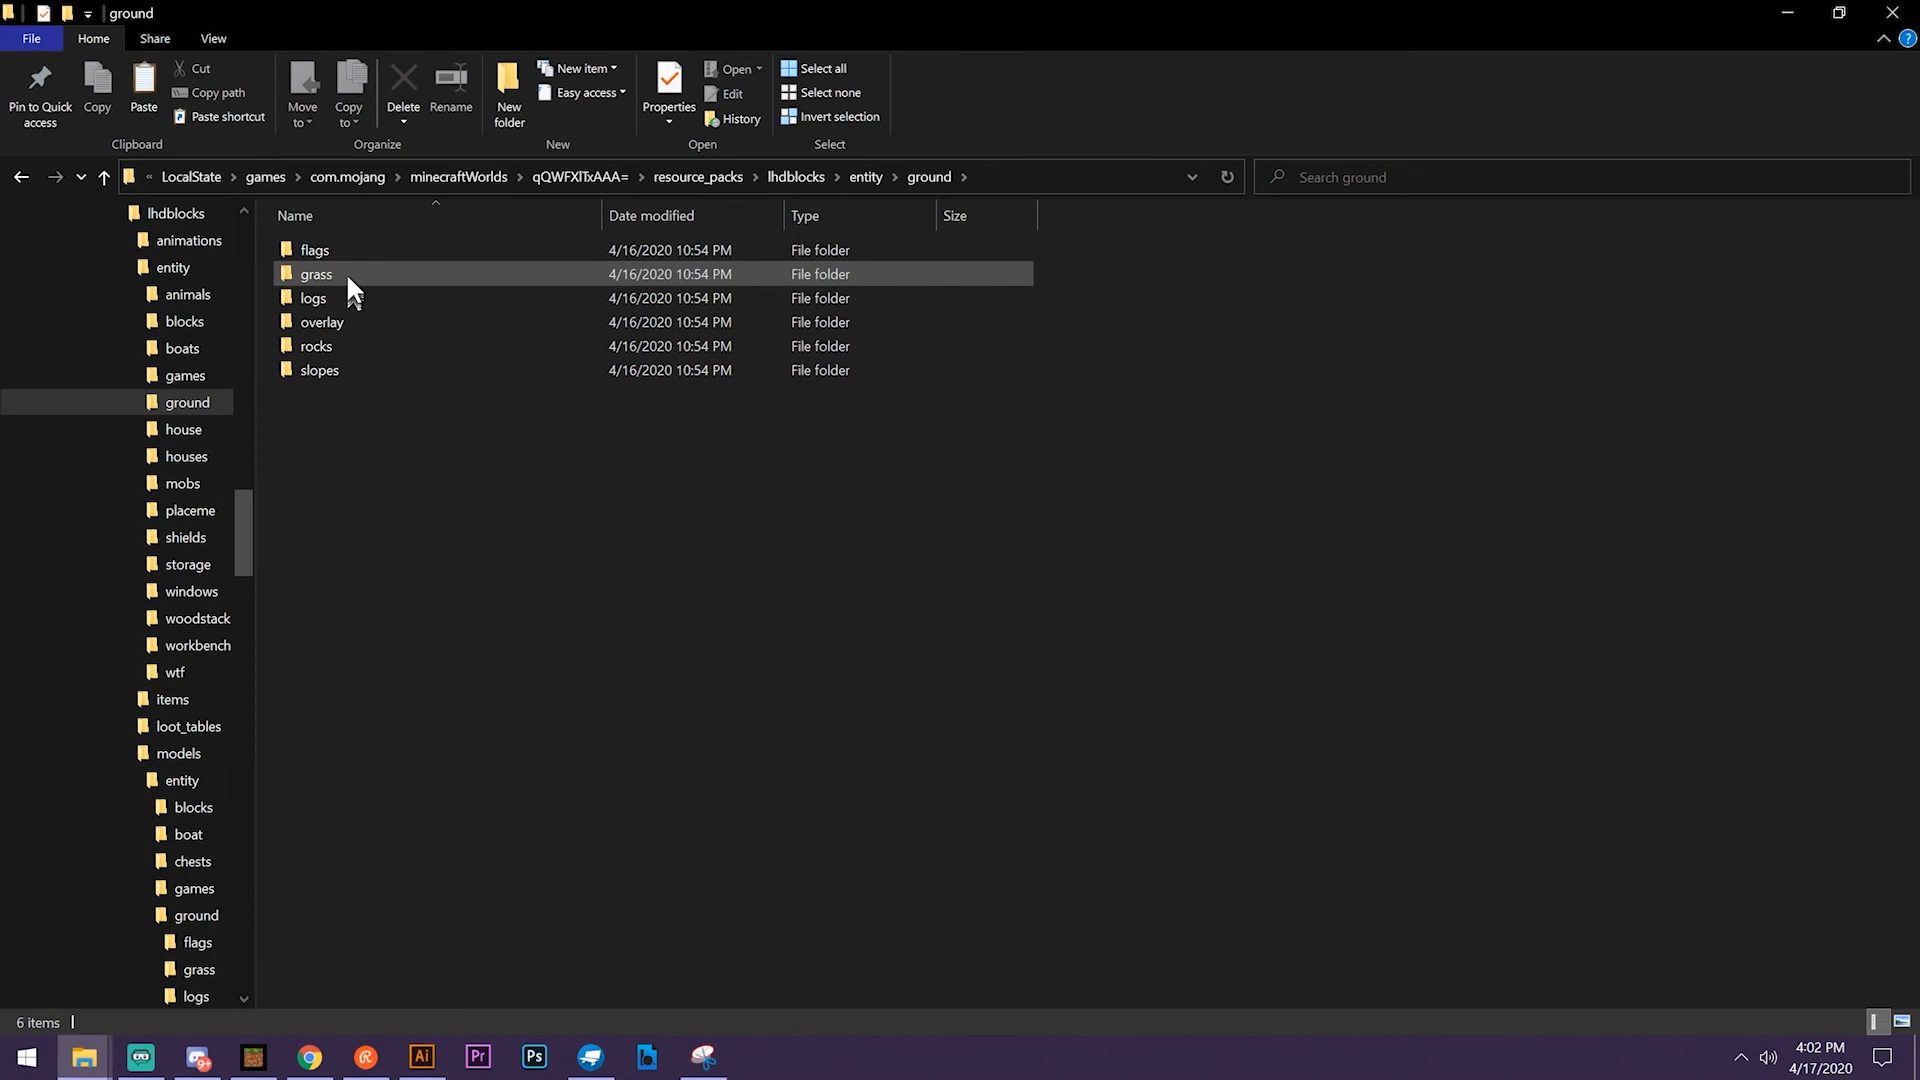 ground
File Home Share View
Pin to Quick access
Copy
Paste
Cut
Copy path
Paste shortcut
Clipboard
Move to
Copy to
Delete
Rename
Organize
New folder
New item
Easy access
New
Properties
Open
Edit
History
Open
Select all
Select none
Invert selection
Select
« LocalState > games > com.mojang > minecraftWorlds > > resource_packs > lhdblocks > entity > ground >
Search ground
lhdblocks
animations
entity
animals
blocks
boats
games
ground
house
houses
mobs
placeme
shields
storage
windows
woodstack
workbench
wtf
items
loot_tables
models
entity
blocks
boat
chests
games
ground
flags
grass
logs
Name Date modified Type Size
flags 4/16/2020 10:54 PM File folder
grass 4/16/2020 10:54 PM File folder
logs 4/16/2020 10:54 PM File folder
overlay 4/16/2020 10:54 PM File folder
rocks 4/16/2020 10:54 PM File folder
slopes 4/16/2020 10:54 PM File folder
6 items
9+
Ai
Pr
Ps
4:02 PM
4/17/2020